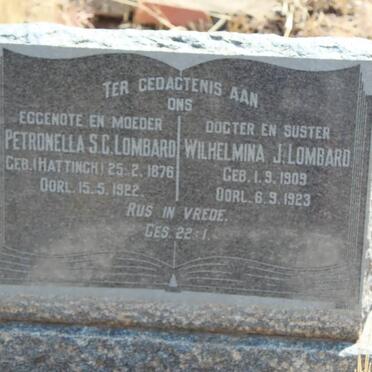 TER GEDAGTENIS AAN
ONS
EGGENOTE EN MOEDER
PETRONELLA S.C. LOMBARD
GEB. (HATTINGH) 25.2.1876
OORL. 15.5.1922.
DOGTER EN SUSTER
WILHELMINA J. LOMBARD
GEB. 1.9.1909
OORL. 6.9.1923
RUS IN VREDE.
GES. 22:1.